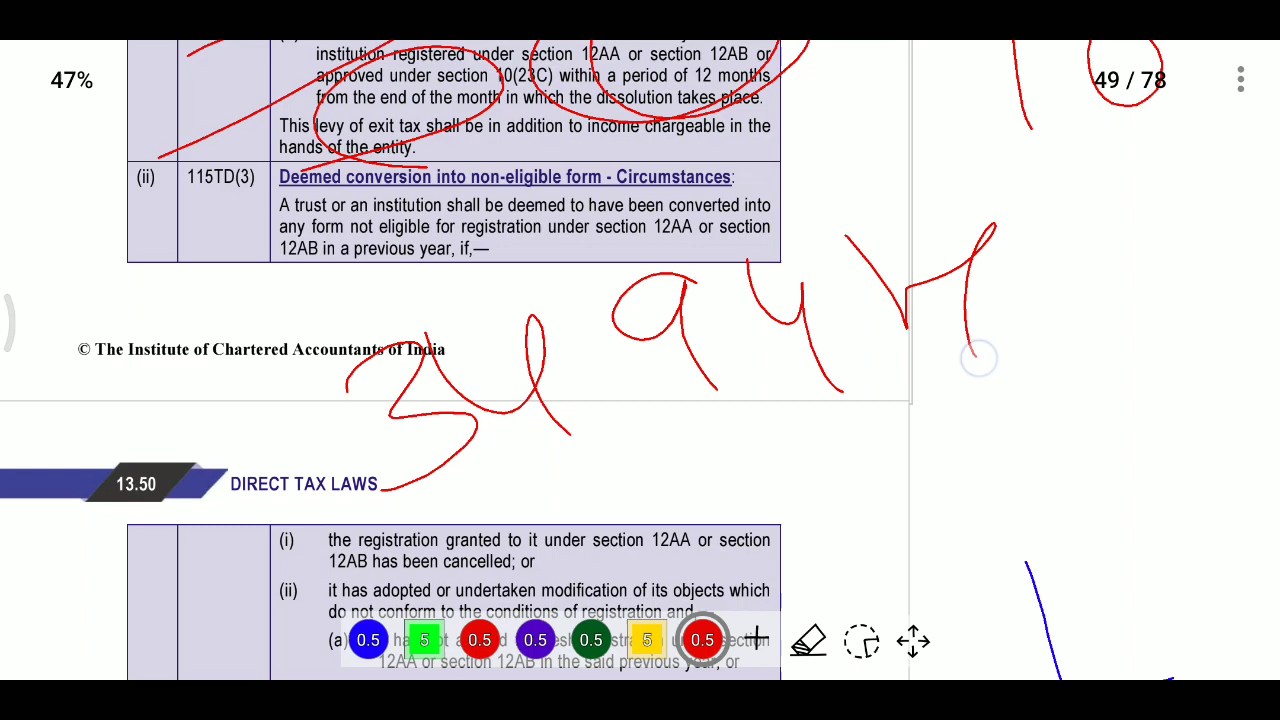 47%
49 / 78
institution registered under section 12AA or section 12AB or
approved under section 10(23C) within a period of 12 months
from the end of the month in which the dissolution takes place.
This levy of exit tax shall be in addition to income chargeable in the
hands of the entity.
(ii) 115TD(3) Deemed conversion into non-eligible form - Circumstances:
A trust or an institution shall be deemed to have been converted into
any form not eligible for registration under section 12AA or section
12AB in a previous year, if,—
© The Institute of Chartered Accountants of India
13.50 DIRECT TAX LAWS
(i) the registration granted to it under section 12AA or section
12AB has been cancelled; or
(ii) it has adopted or undertaken modification of its objects which
do not conform to the conditions of registration and,
(a)
section
12AA or section 12AB in the said previous year, or
0.5 5 0.5 0.5 0.5 5 0.5